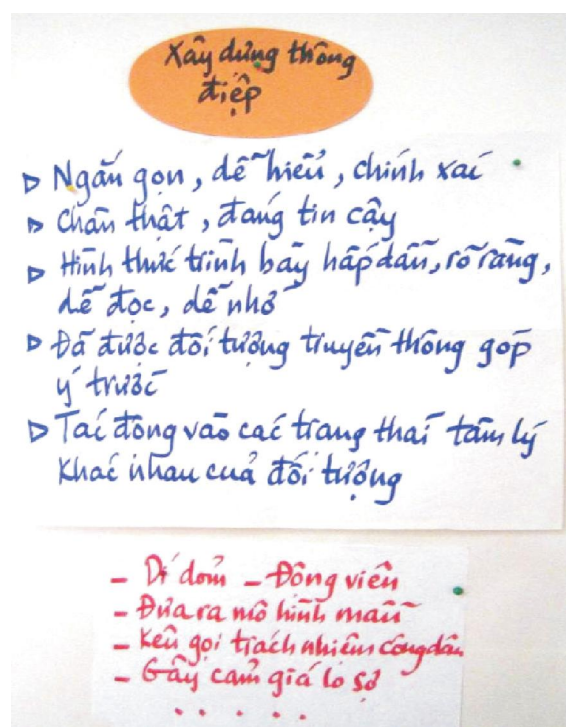 Xây dựng thông
điệp
▷ Ngắn gọn, dễ hiểu, chính xác
▷ Chân thật, đáng tin cậy
▷ Hình thức trình bày hấp dẫn, rõ ràng,
dễ đọc, dễ nhớ
▷ Đã được đối tượng truyền thông góp
ý trước
▷ Tác động vào các trạng thái tâm lý
khác nhau của đối tượng
- Dí dỏm - Động viên
- Đưa ra mô hình mẫu
- Kêu gọi trách nhiệm công dân
- Gây cảm giá lo sợ
. . . . .